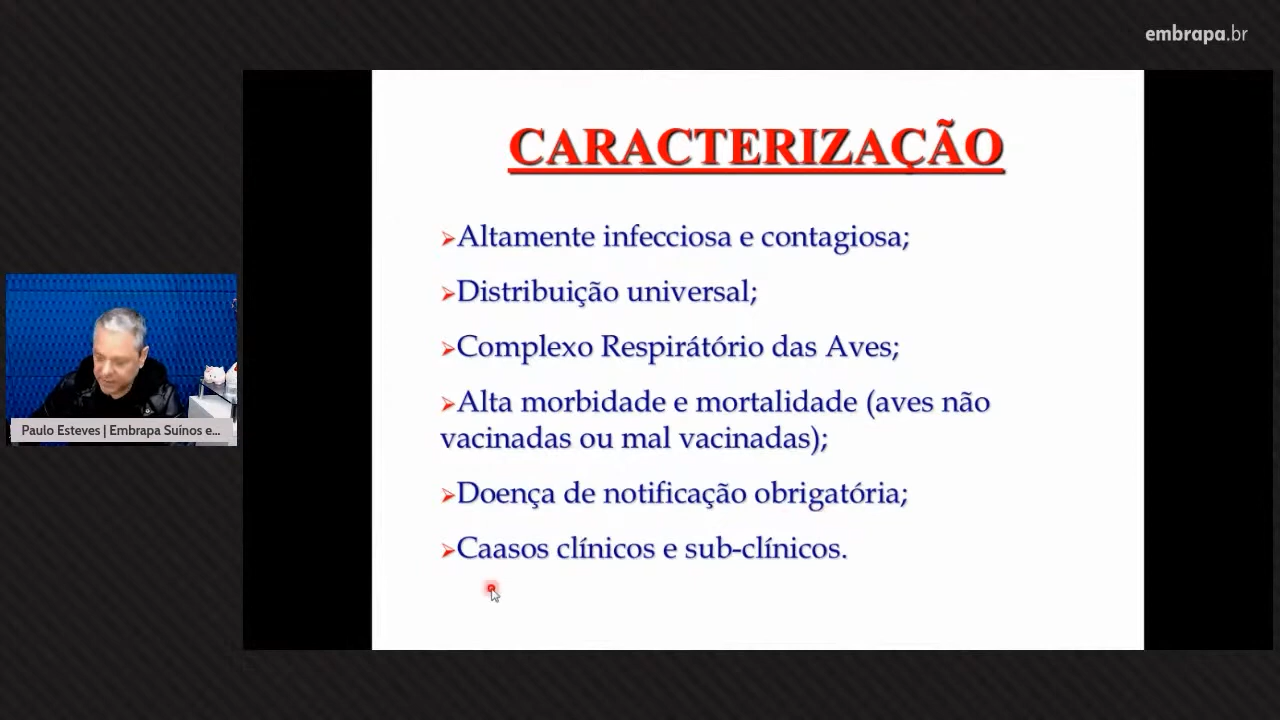 embrapa.br
CARACTERIZAÇÃO
Altamente infecciosa e contagiosa;
Distribuição universal;
Complexo Respirátório das Aves;
Alta morbidade e mortalidade (aves não
vacinadas ou mal vacinadas);
Doença de notificação obrigatória;
Caasos clínicos e sub-clínicos.
Paulo Esteves | Embrapa Suínos e...